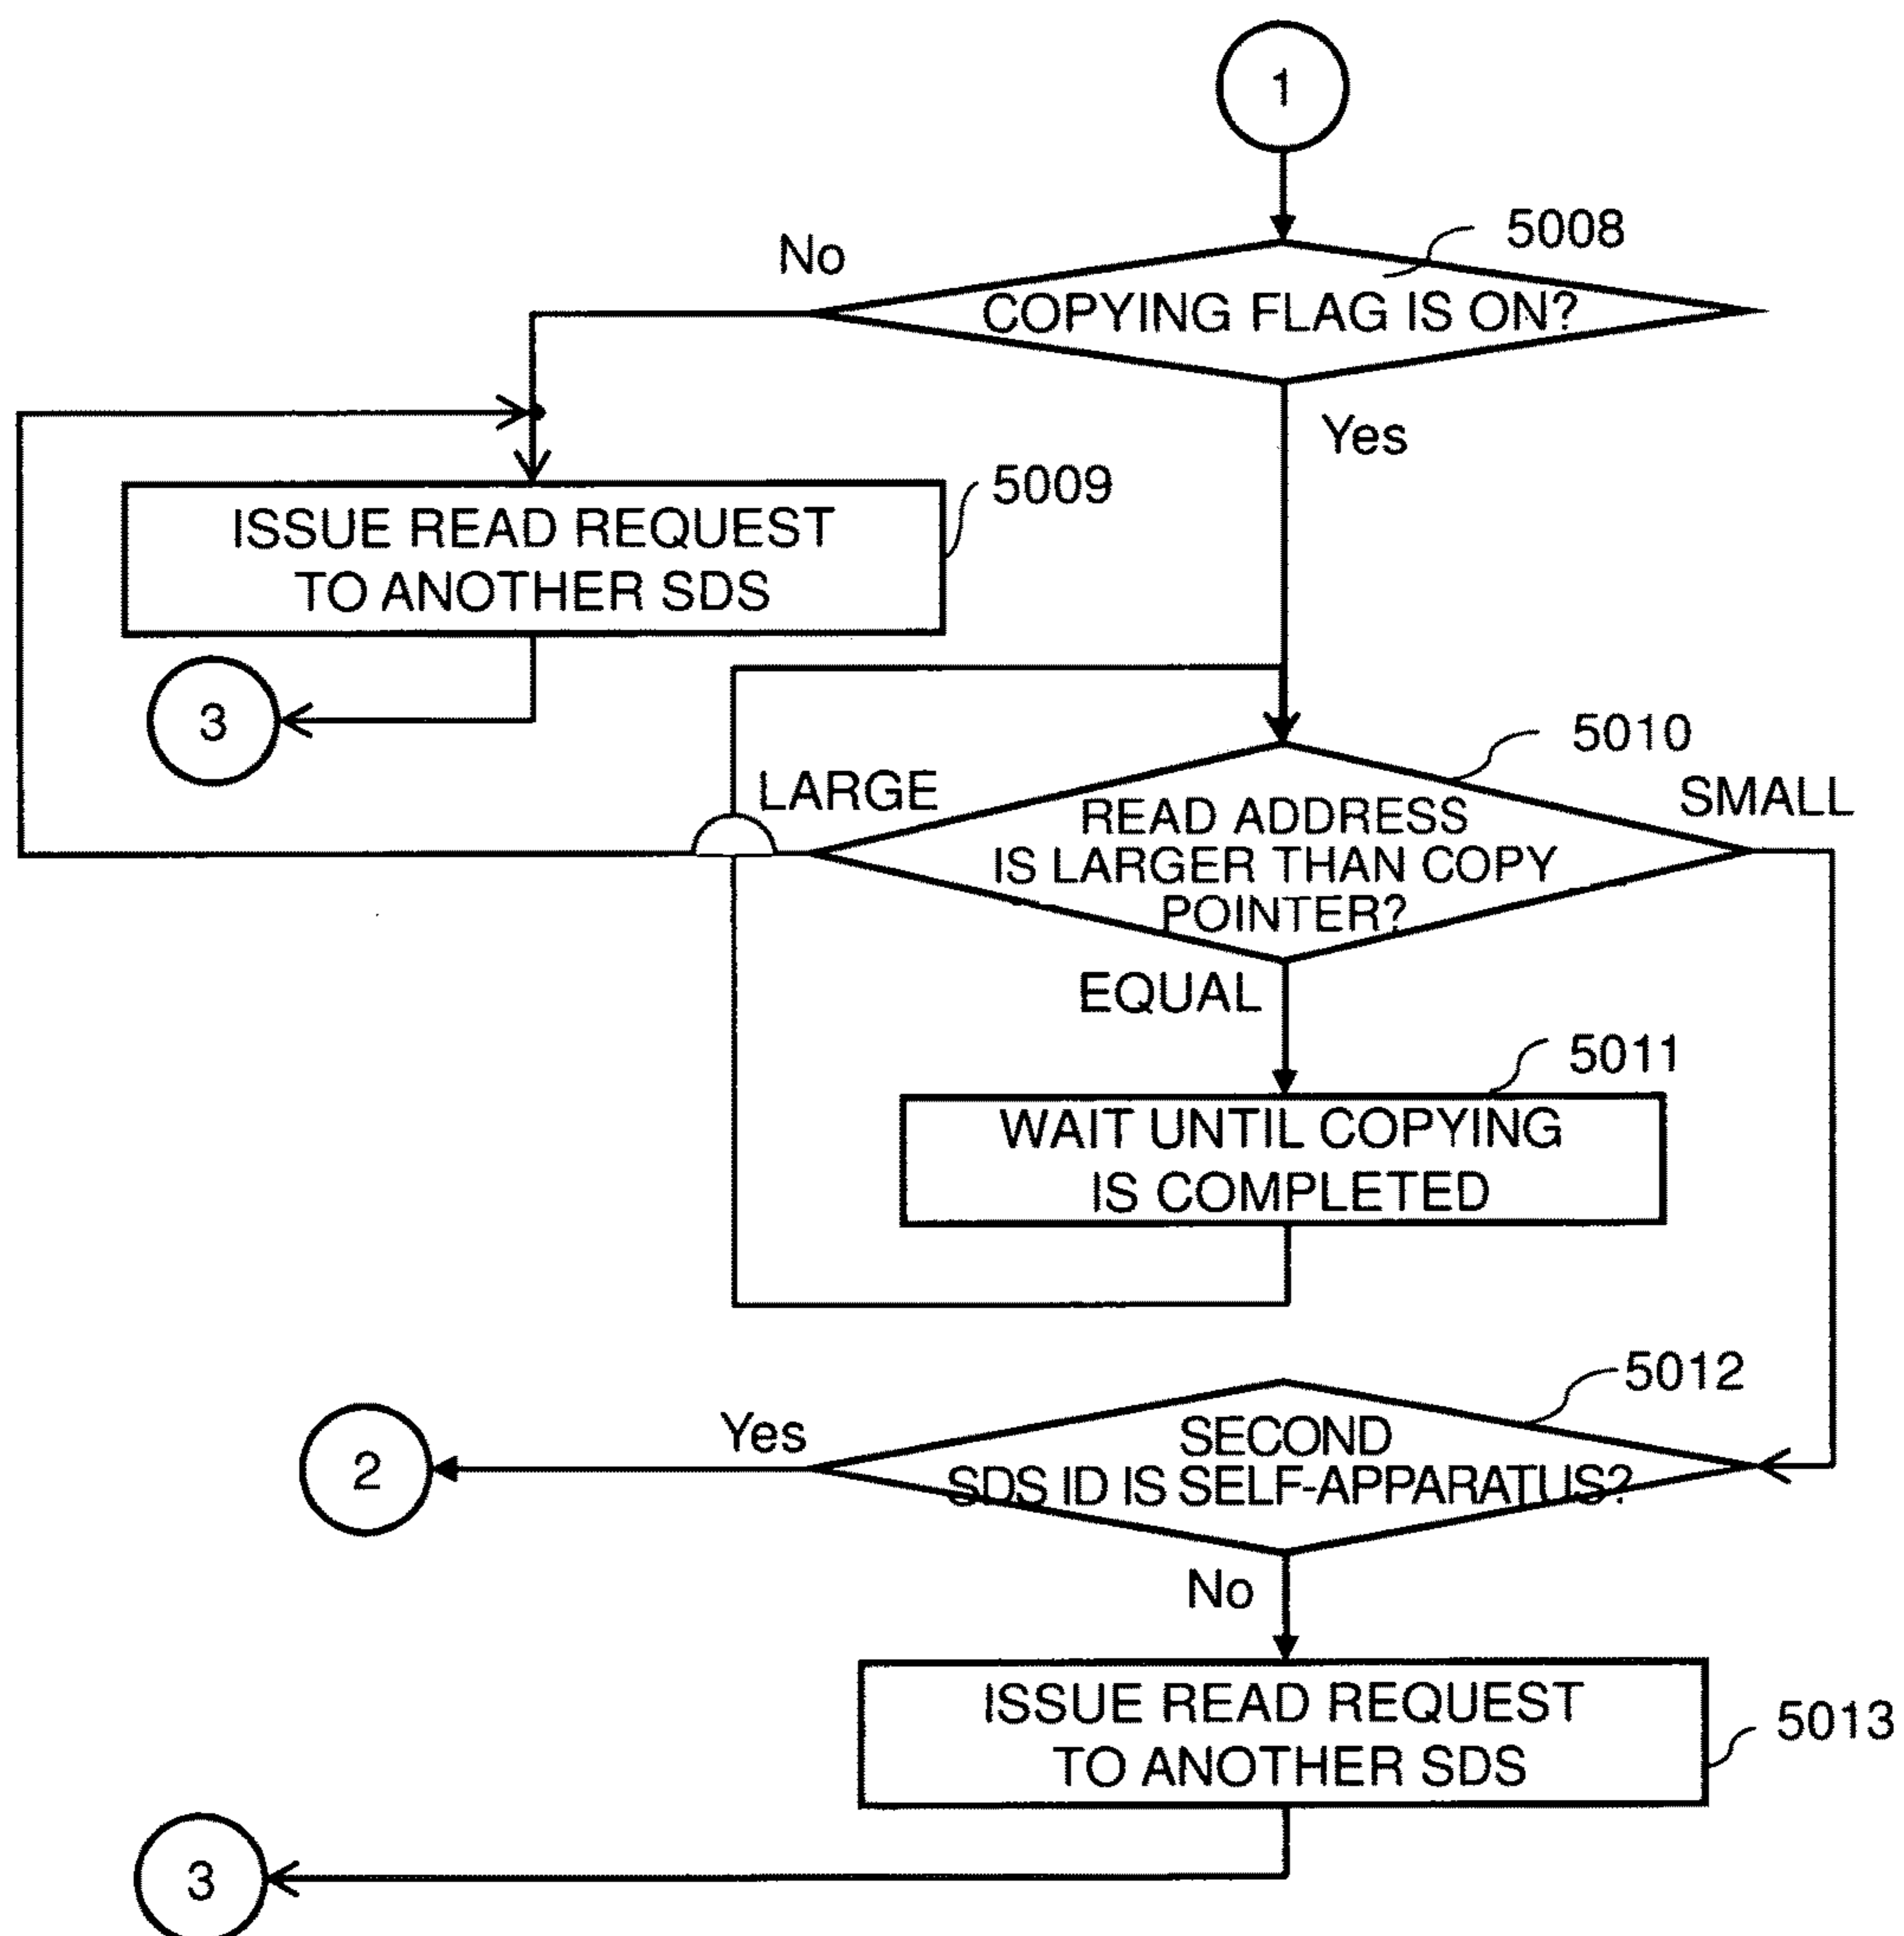 1
5008
No
COPYING FLAG IS ON?
Yes
5009
ISSUE READ REQUEST
TO ANOTHER SDS
3
5010
LARGE
SMALL
READ ADDRESS
IS LARGER THAN COPY
POINTER?
EQUAL
5011
WAIT UNTIL COPYING
IS COMPLETED
5012
Yes
2
SECOND
SDS ID IS SELF-APPARATUS?
No
ISSUE READ REQUEST
TO ANOTHER SDS
5013
3